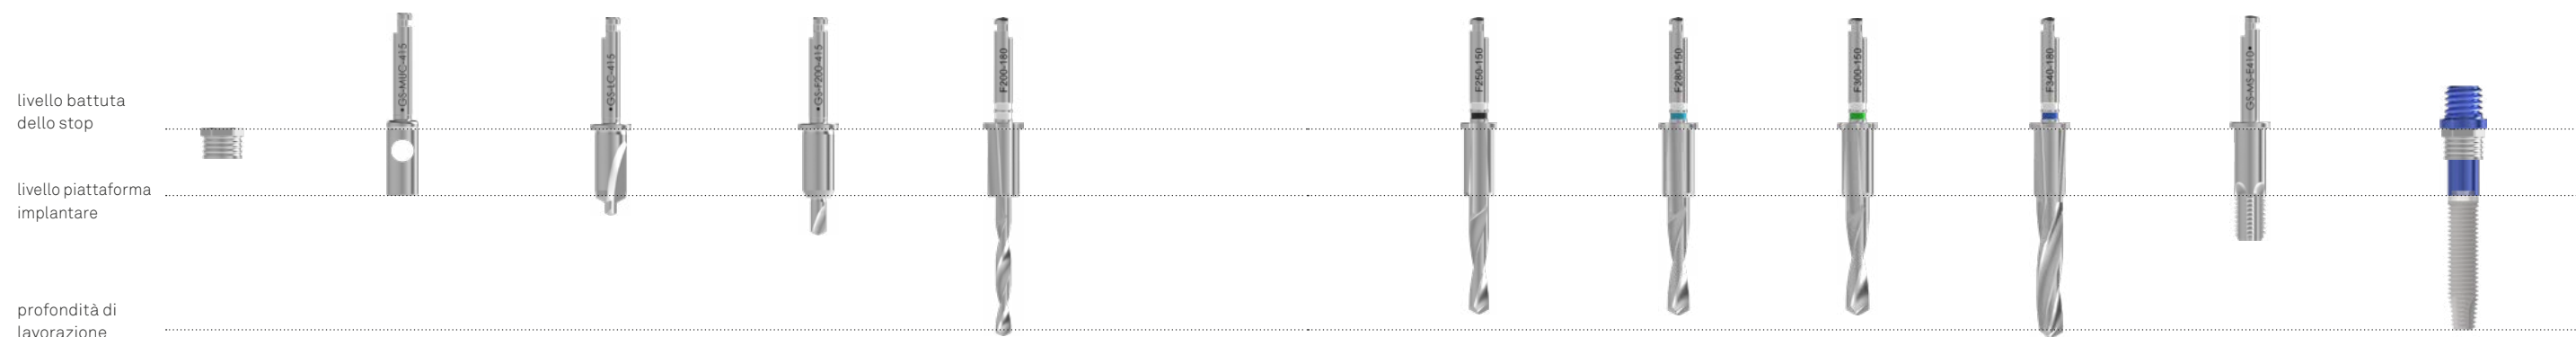 •GS-MUC-415
•GS-LC-415
•GS-F200-415
F200-180
F250-150
F280-150
F300-150
F340-180
GS-MS-E410•
livello battuta
dello stop
livello piattaforma
implantare
profondità di
lavorazione